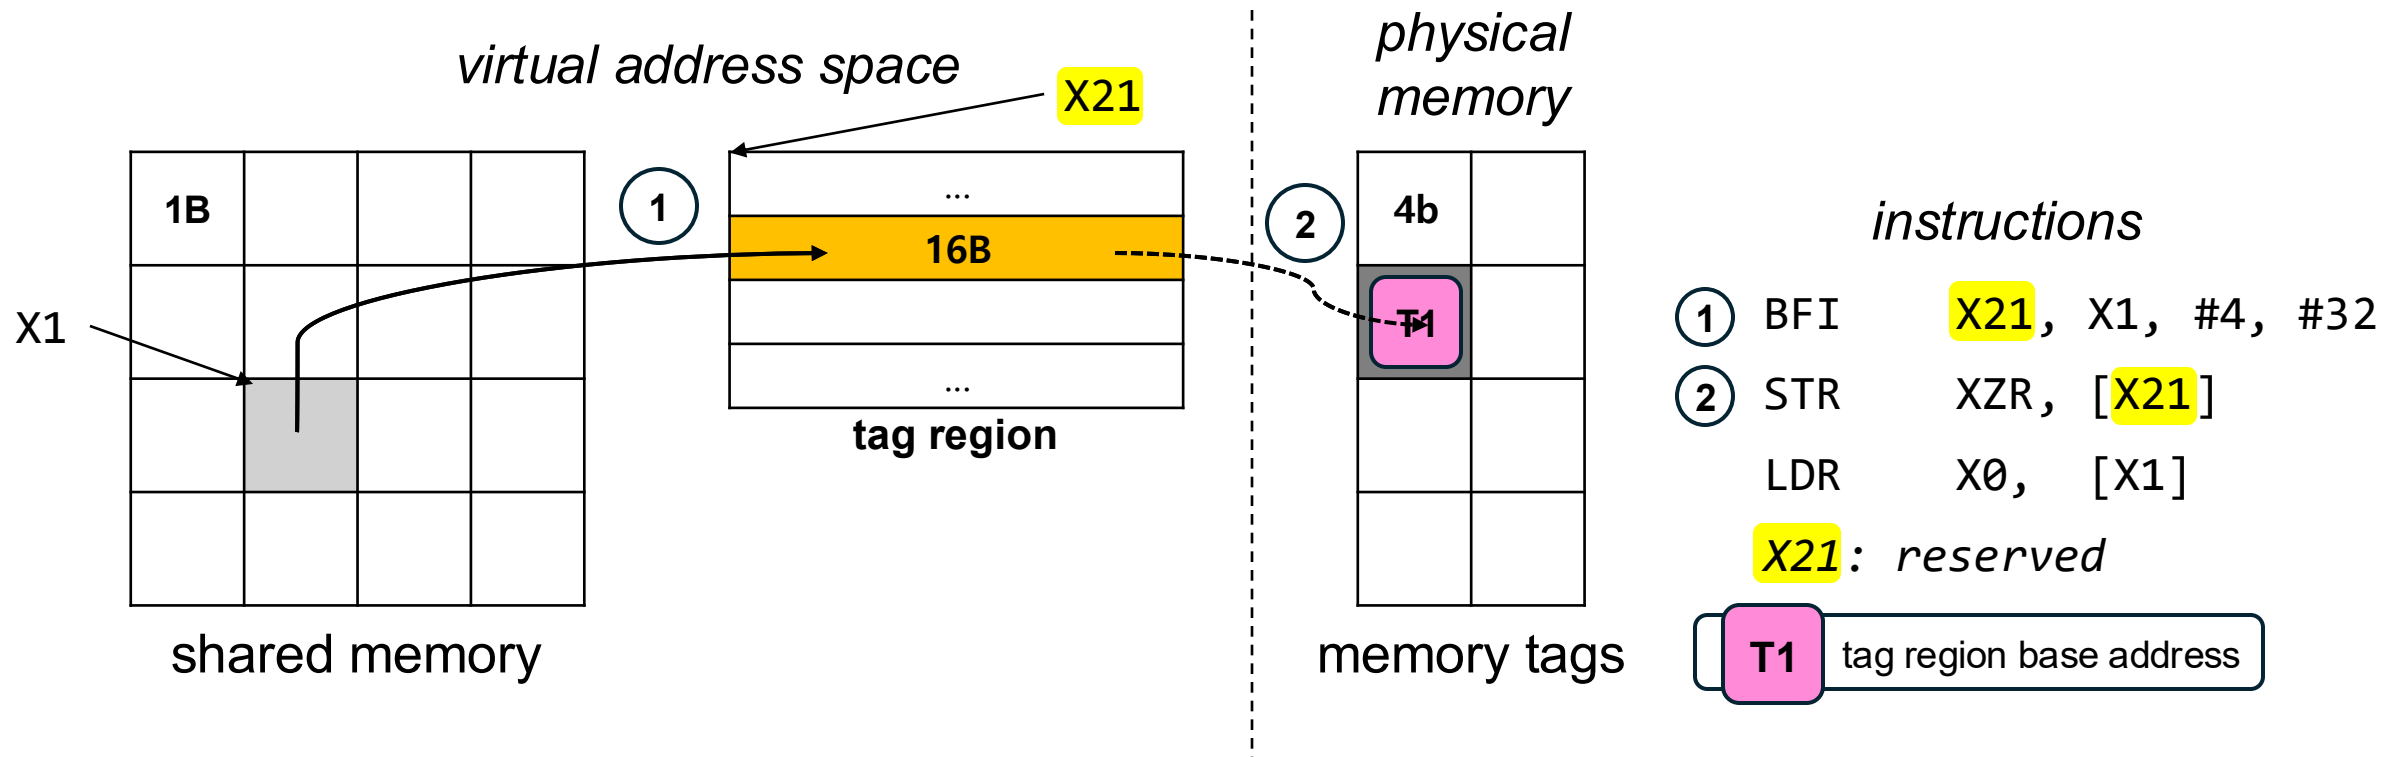 virtual address space
physical
memory
X21
1B
1
...
16B
...
tag region
2
4b
T1
X1
shared memory
memory tags
instructions
1 BFI X21, X1, #4, #32
2 STR XZR, [X21]
LDR X0, [X1]
X21: reserved
T1 tag region base address